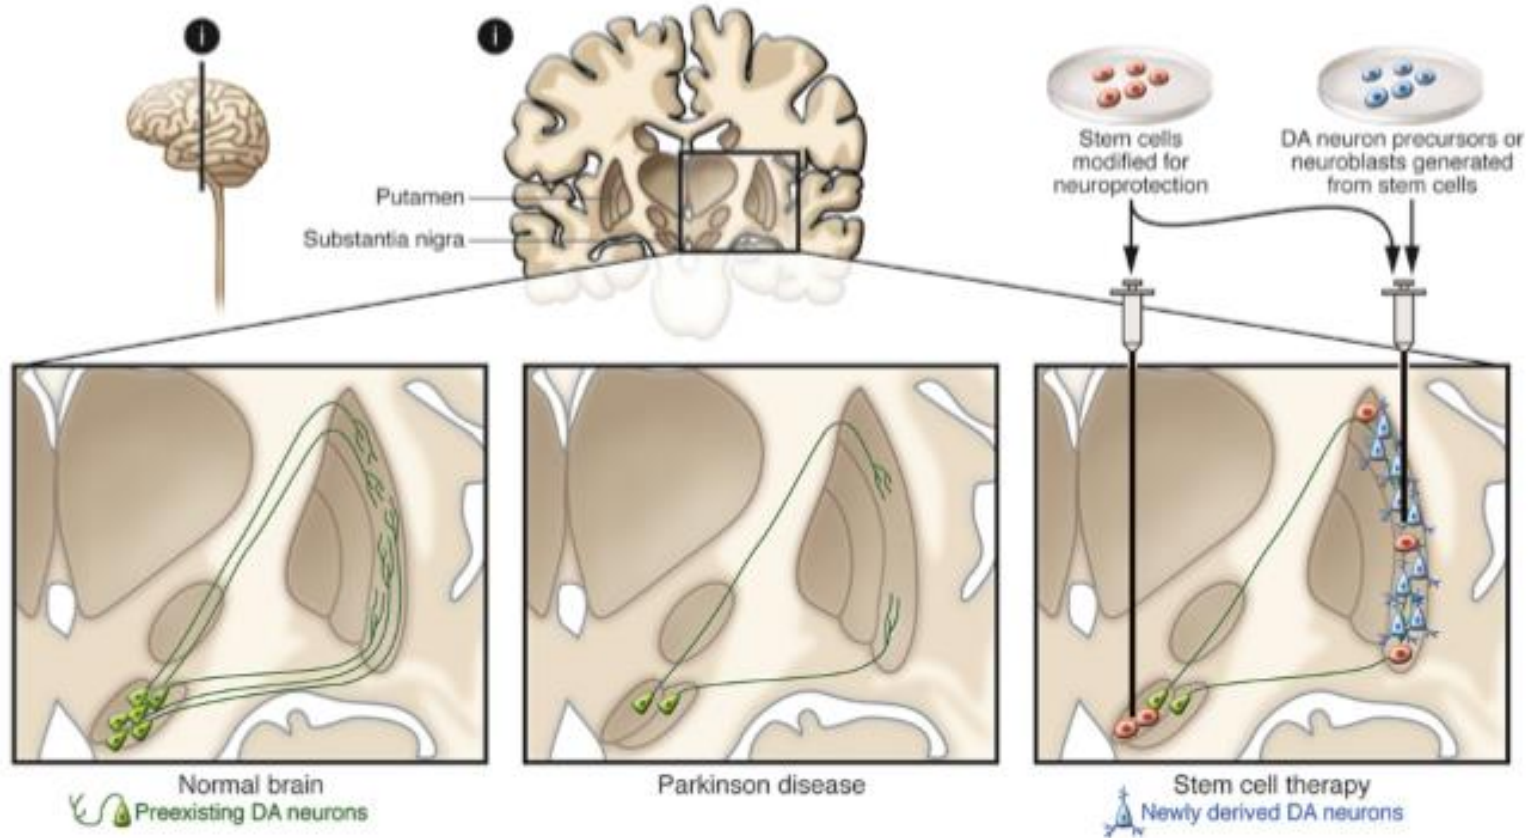 i
i
Putamen
Substantia nigra
Stem cells
modified for
neuroprotection
DA neuron precursors or
neuroblasts generated
from stem cells
Normal brain
Preexisting DA neurons
Parkinson disease
Stem cell therapy
Newly derived DA neurons